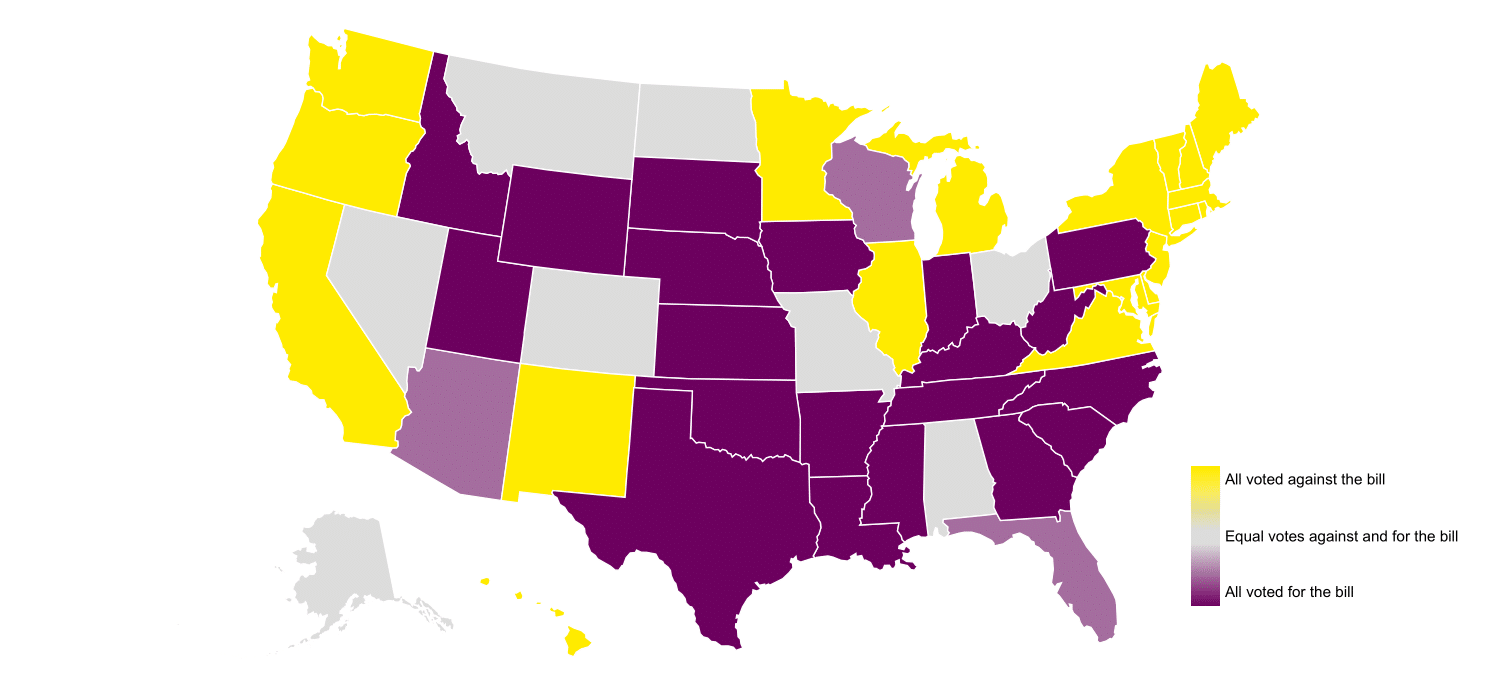 All voted against the bill
Equal votes against and for the bill
All voted for the bill